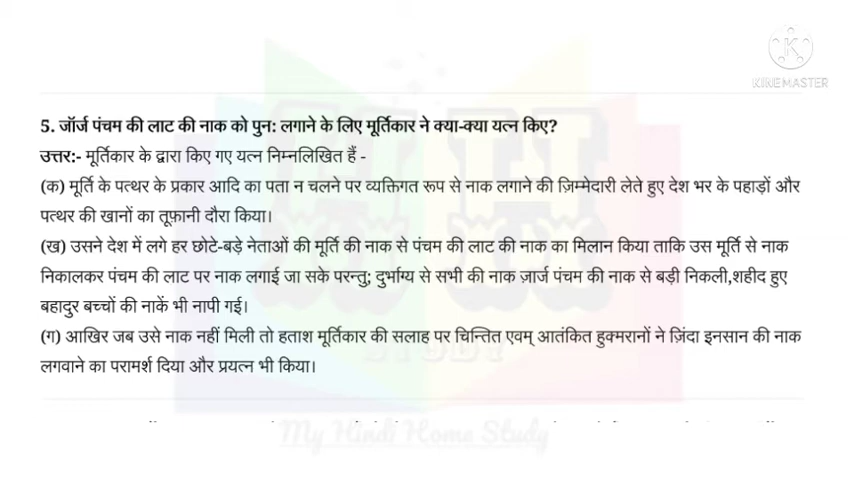 KINEMASTER
5. जॉर्ज पंचम की लाट की नाक को पुन: लगाने के लिए मूर्तिकार ने क्या-क्या यत्न किए?
उत्तर:- मूर्तिकार के द्वारा किए गए यत्न निम्नलिखित हैं -
(क) मूर्ति के पत्थर के प्रकार आदि का पता न चलने पर व्यक्तिगत रूप से नाक लगाने की ज़िम्मेदारी लेते हुए देश भर के पहाड़ों और
पत्थर की खानों का तूफ़ानी दौरा किया।
(ख) उसने देश में लगे हर छोटे-बड़े नेताओं की मूर्ति की नाक से पंचम की लाट की नाक का मिलान किया ताकि उस मूर्ति से नाक
निकालकर पंचम की लाट पर नाक लगाई जा सके परन्तु; दुर्भाग्य से सभी की नाक ज़ार्ज पंचम की नाक से बड़ी निकली,शहीद हुए
बहादुर बच्चों की नाकें भी नापी गई।
(ग) आखिर जब उसे नाक नहीं मिली तो हताश मूर्तिकार की सलाह पर चिन्तित एवम् आतंकित हुक्मरानों ने ज़िंदा इनसान की नाक
लगवाने का परामर्श दिया और प्रयत्न भी किया।
My Hindi Home Study